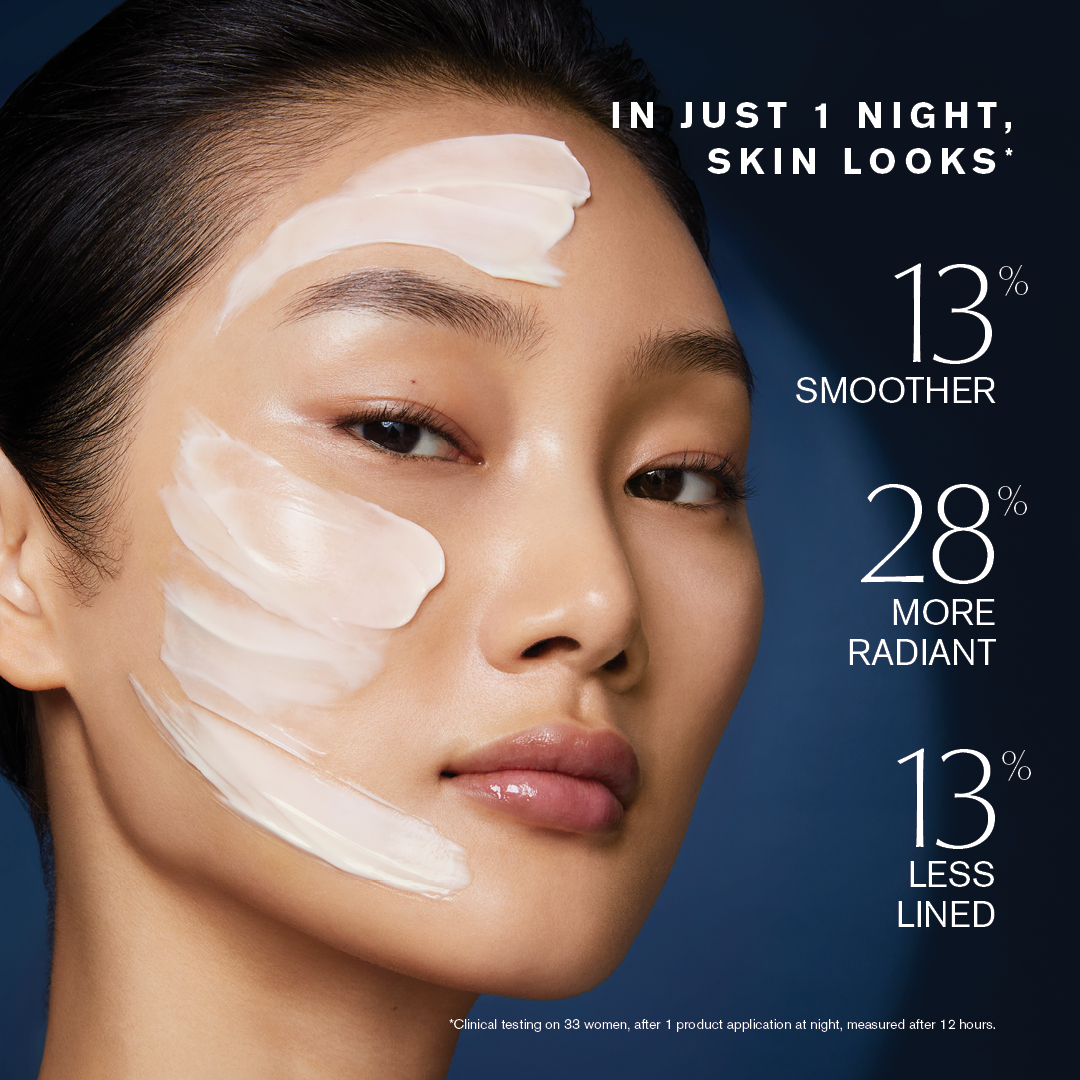 IN JUST 1 NIGHT,
SKIN LOOKS*
13%
SMOOTHER
28%
MORE
RADIANT
13%
LESS
LINED
*Clinical testing on 33 women, after 1 product application at night, measured after 12 hours.